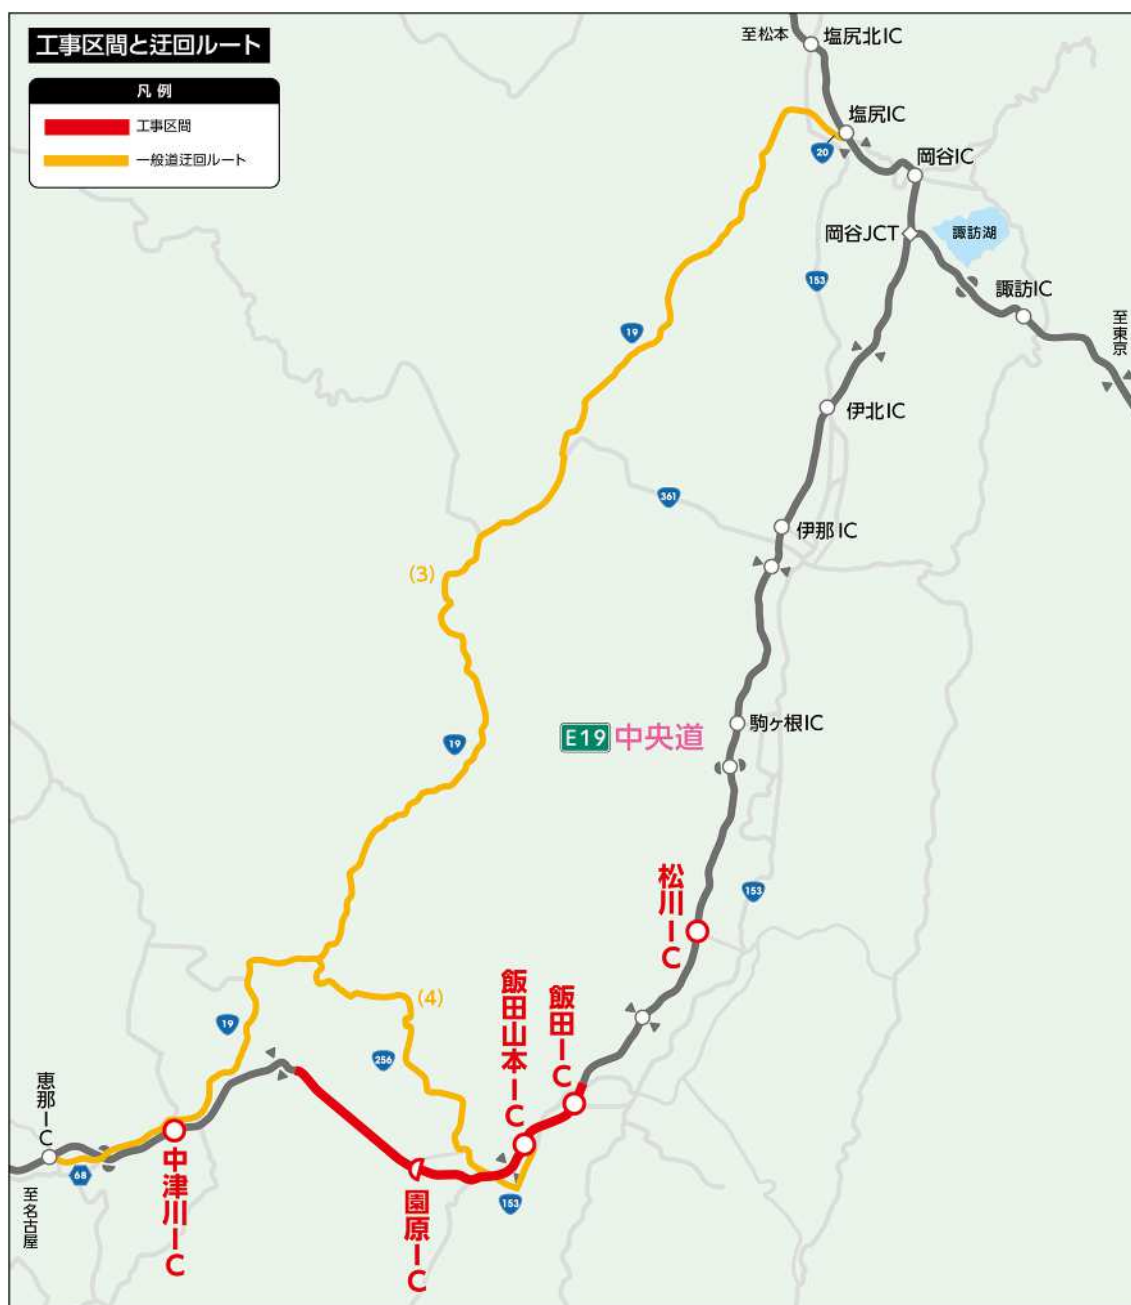 工事区間と迂回ルート
凡例
工事区間
一般道迂回ルート
至松本
塩尻北IC
塩尻IC
20
岡谷IC
岡谷JCT
諏訪湖
諏訪IC
至東京
153
19
伊北IC
361
伊那IC
(3)
19
E19 中央道
駒ヶ根IC
松川IC
153
飯田山本IC
飯田IC
(4)
19
256
恵那IC
68
至名古屋
中津川IC
園原IC
153